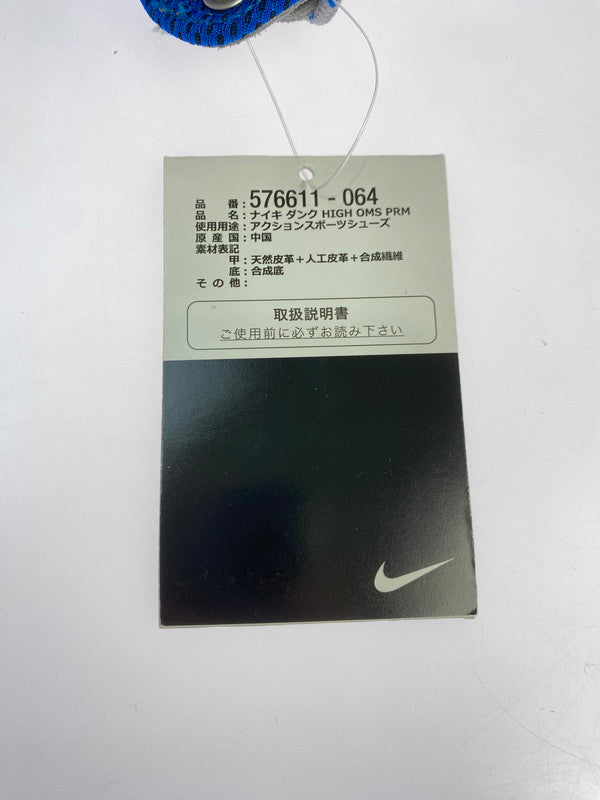 品　番：576611 - 064
品　名：ナイキ ダンク HIGH OMS PRM
使用用途：アクションスポーツシューズ
原産国：中国
素材表記
甲：天然皮革＋人工皮革＋合成繊維
底：合成底
その他：
取扱説明書
ご使用前に必ずお読み下さい